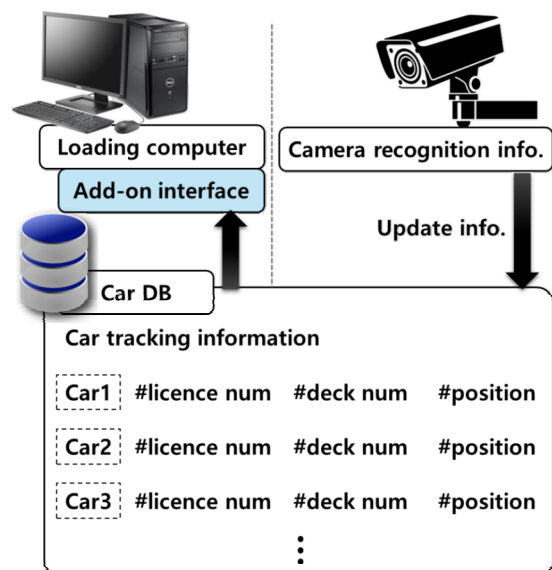 Loading computer
Camera recognition info.
Add-on interface
Update info.
Car DB
Car tracking information
Car1 #licence num #deck num #position
Car2 #licence num #deck num #position
Car3 #licence num #deck num #position